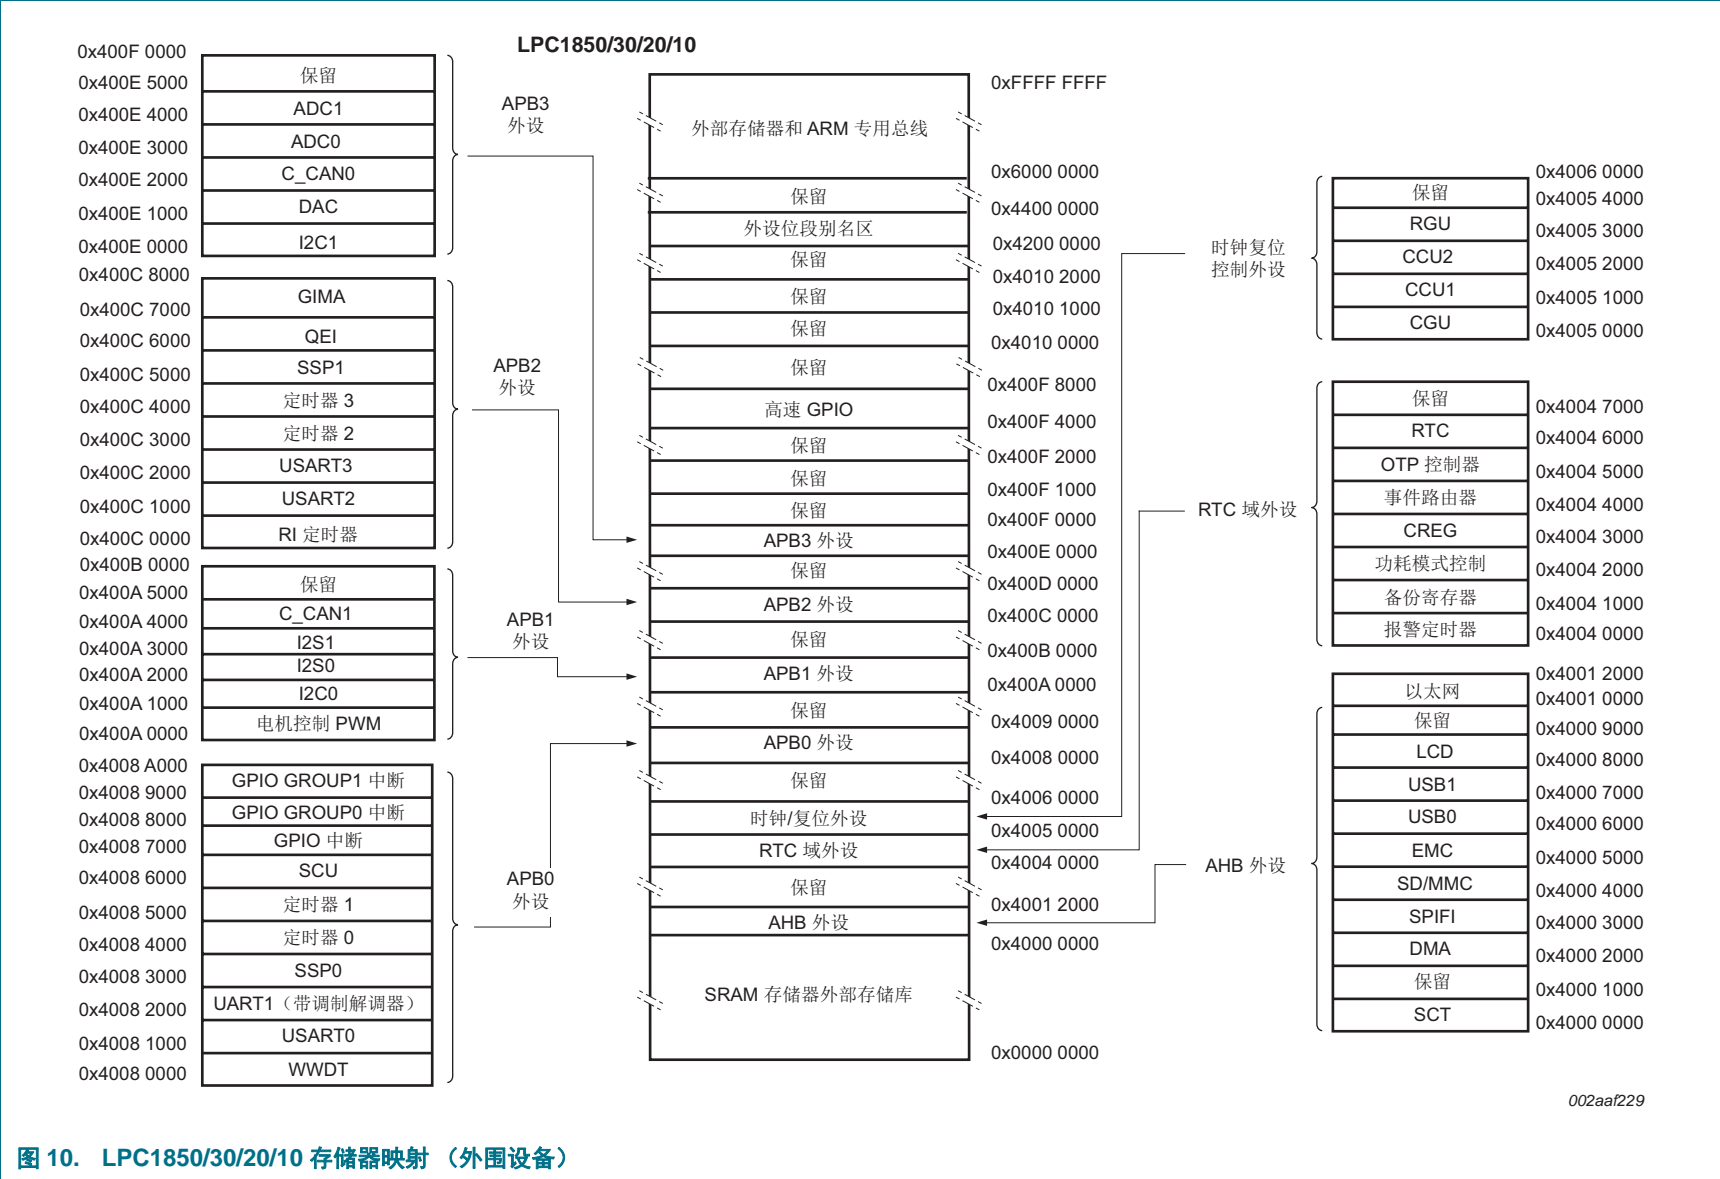 LPC1850/30/20/10
0x400F 0000
保留
0x400E 5000
ADC1
0x400E 4000
ADC0
0x400E 3000
C_CAN0
0x400E 2000
DAC
0x400E 1000
I2C1
0x400E 0000
APB3
外设
0x400C 8000
GIMA
0x400C 7000
QEI
0x400C 6000
SSP1
0x400C 5000
定时器 3
0x400C 4000
定时器 2
0x400C 3000
USART3
0x400C 2000
USART2
0x400C 1000
RI 定时器
0x400C 0000
APB2
外设
0x400B 0000
保留
0x400A 5000
C_CAN1
0x400A 4000
I2S1
0x400A 3000
I2S0
0x400A 2000
I2C0
0x400A 1000
电机控制 PWM
0x400A 0000
APB1
外设
0x4008 A000
GPIO GROUP1 中断
0x4008 9000
GPIO GROUP0 中断
0x4008 8000
GPIO 中断
0x4008 7000
SCU
0x4008 6000
定时器 1
0x4008 5000
定时器 0
0x4008 4000
SSP0
0x4008 3000
UART1（带调制解调器）
0x4008 2000
USART0
0x4008 1000
WWDT
0x4008 0000
APB0
外设
0xFFFF FFFF
外部存储器和 ARM 专用总线
0x6000 0000
保留
0x4400 0000
外设位段别名区
0x4200 0000
保留
0x4010 2000
保留
0x4010 1000
保留
0x4010 0000
保留
0x400F 8000
高速 GPIO
0x400F 4000
保留
0x400F 2000
保留
0x400F 1000
保留
0x400F 0000
APB3 外设
0x400E 0000
保留
0x400D 0000
APB2 外设
0x400C 0000
保留
0x400B 0000
APB1 外设
0x400A 0000
保留
0x4009 0000
APB0 外设
0x4008 0000
保留
0x4006 0000
时钟/复位外设
0x4005 0000
RTC 域外设
0x4004 0000
保留
0x4001 2000
AHB 外设
0x4000 0000
SRAM 存储器外部存储库
0x0000 0000
时钟复位
控制外设
0x4006 0000
保留
0x4005 4000
RGU
0x4005 3000
CCU2
0x4005 2000
CCU1
0x4005 1000
CGU
0x4005 0000
RTC 域外设
保留
0x4004 7000
RTC
0x4004 6000
OTP 控制器
0x4004 5000
事件路由器
0x4004 4000
CREG
0x4004 3000
功耗模式控制
0x4004 2000
备份寄存器
0x4004 1000
报警定时器
0x4004 0000
AHB 外设
0x4001 2000
以太网
0x4001 0000
保留
0x4000 9000
LCD
0x4000 8000
USB1
0x4000 7000
USB0
0x4000 6000
EMC
0x4000 5000
SD/MMC
0x4000 4000
SPIFI
0x4000 3000
DMA
0x4000 2000
保留
0x4000 1000
SCT
0x4000 0000
002aaf229
图 10. LPC1850/30/20/10 存储器映射 （外围设备）